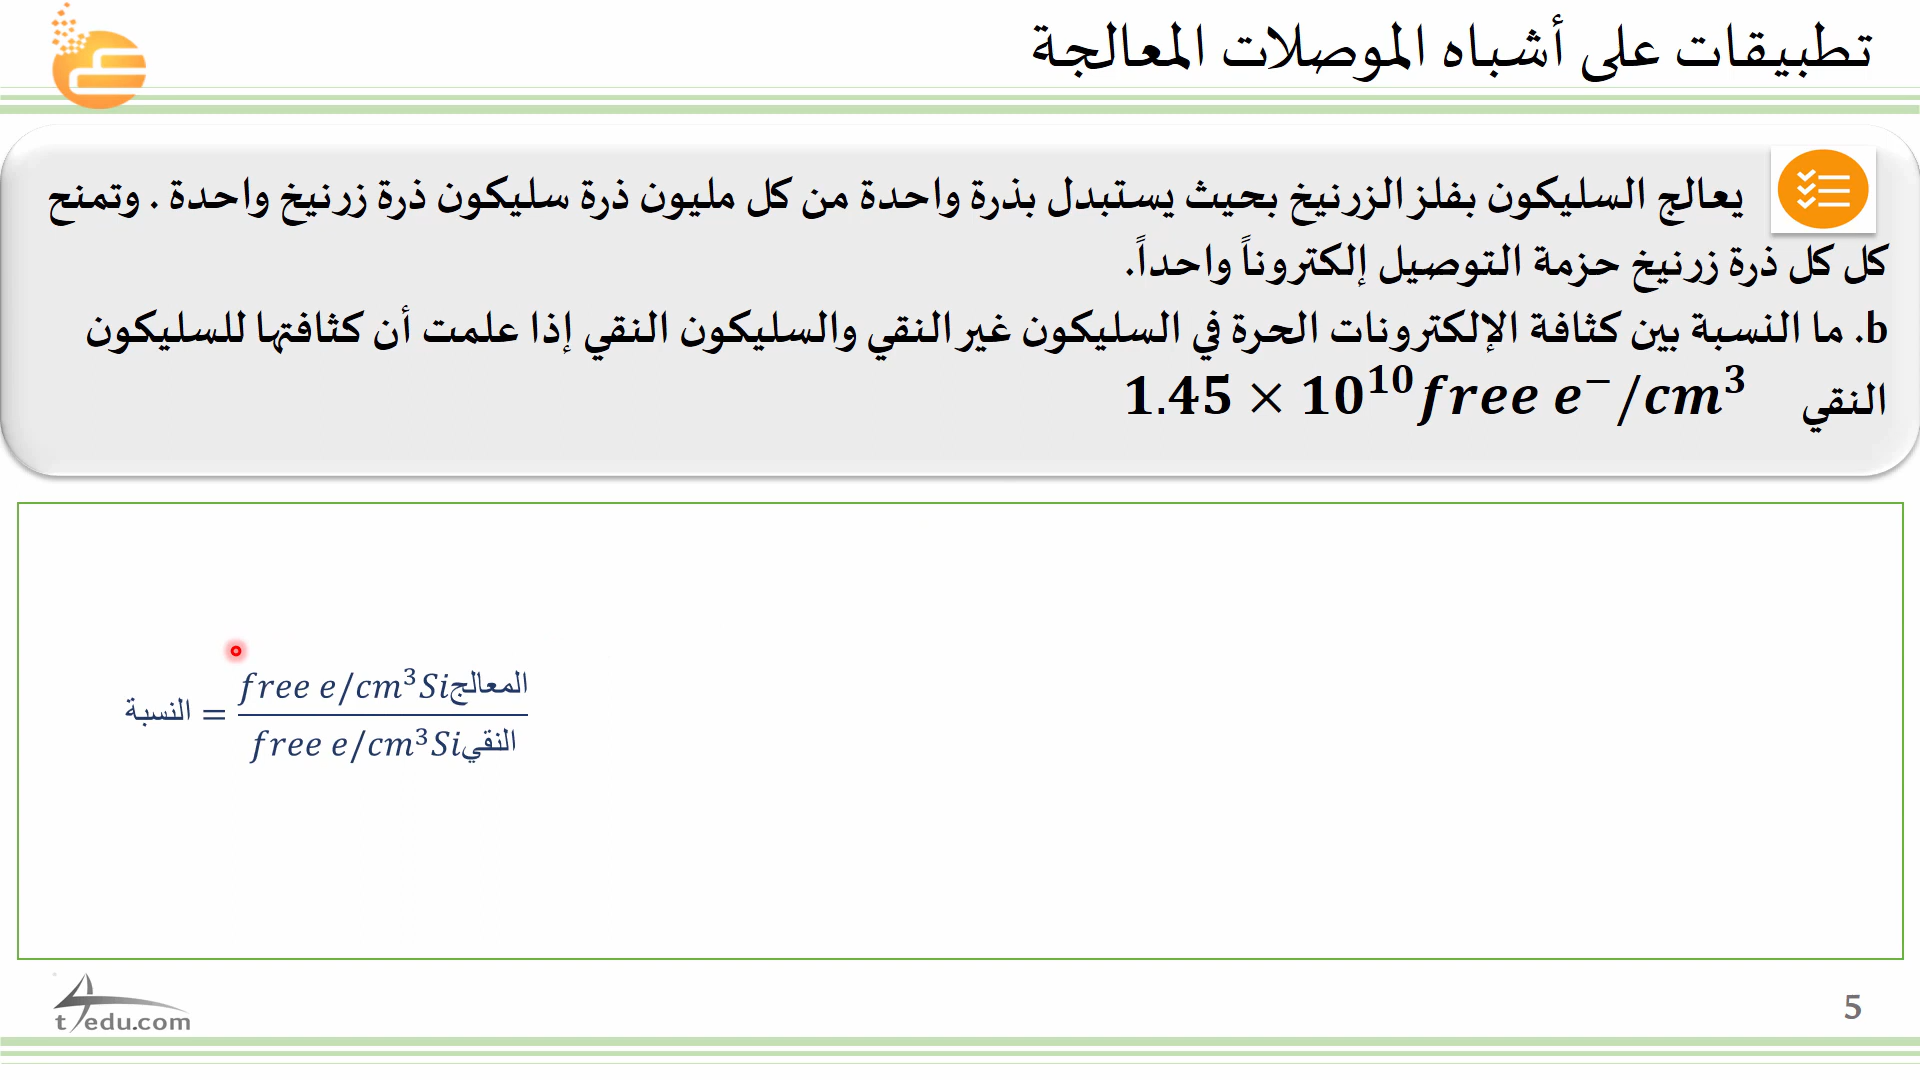 تطبيقات على أشباه الموصلات المعالجة
يعالج السليكون بفلز الزرنيخ بحيث يستبدل بذرة واحدة من كل مليون ذرة سليكون ذرة زرنيخ واحدة . وتمنح
كل كل ذرة زرنيخ حزمة التوصيل إلكتروناً واحداً.
b. ما النسبة بين كثافة الإلكترونات الحرة في السليكون غير النقي والسليكون النقي إذا علمت أن كثافتها للسليكون
النقي 1.45 × 10¹⁰ free e⁻/cm³
النسبة = free e/cm³ Si المعالج
free e/cm³ Si النقي
t4edu.com
5